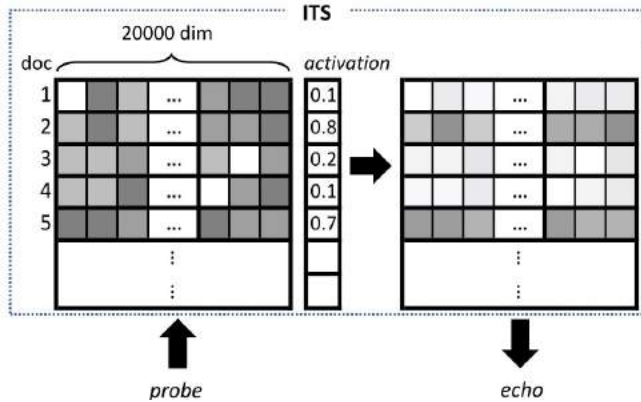 ITS
20000 dim
doc activation
1 ... 0.1 ...
2 ... 0.8 ...
3 ... 0.2 ...
4 ... 0.1 ...
5 ... 0.7 ...
... ...
... ...
probe echo